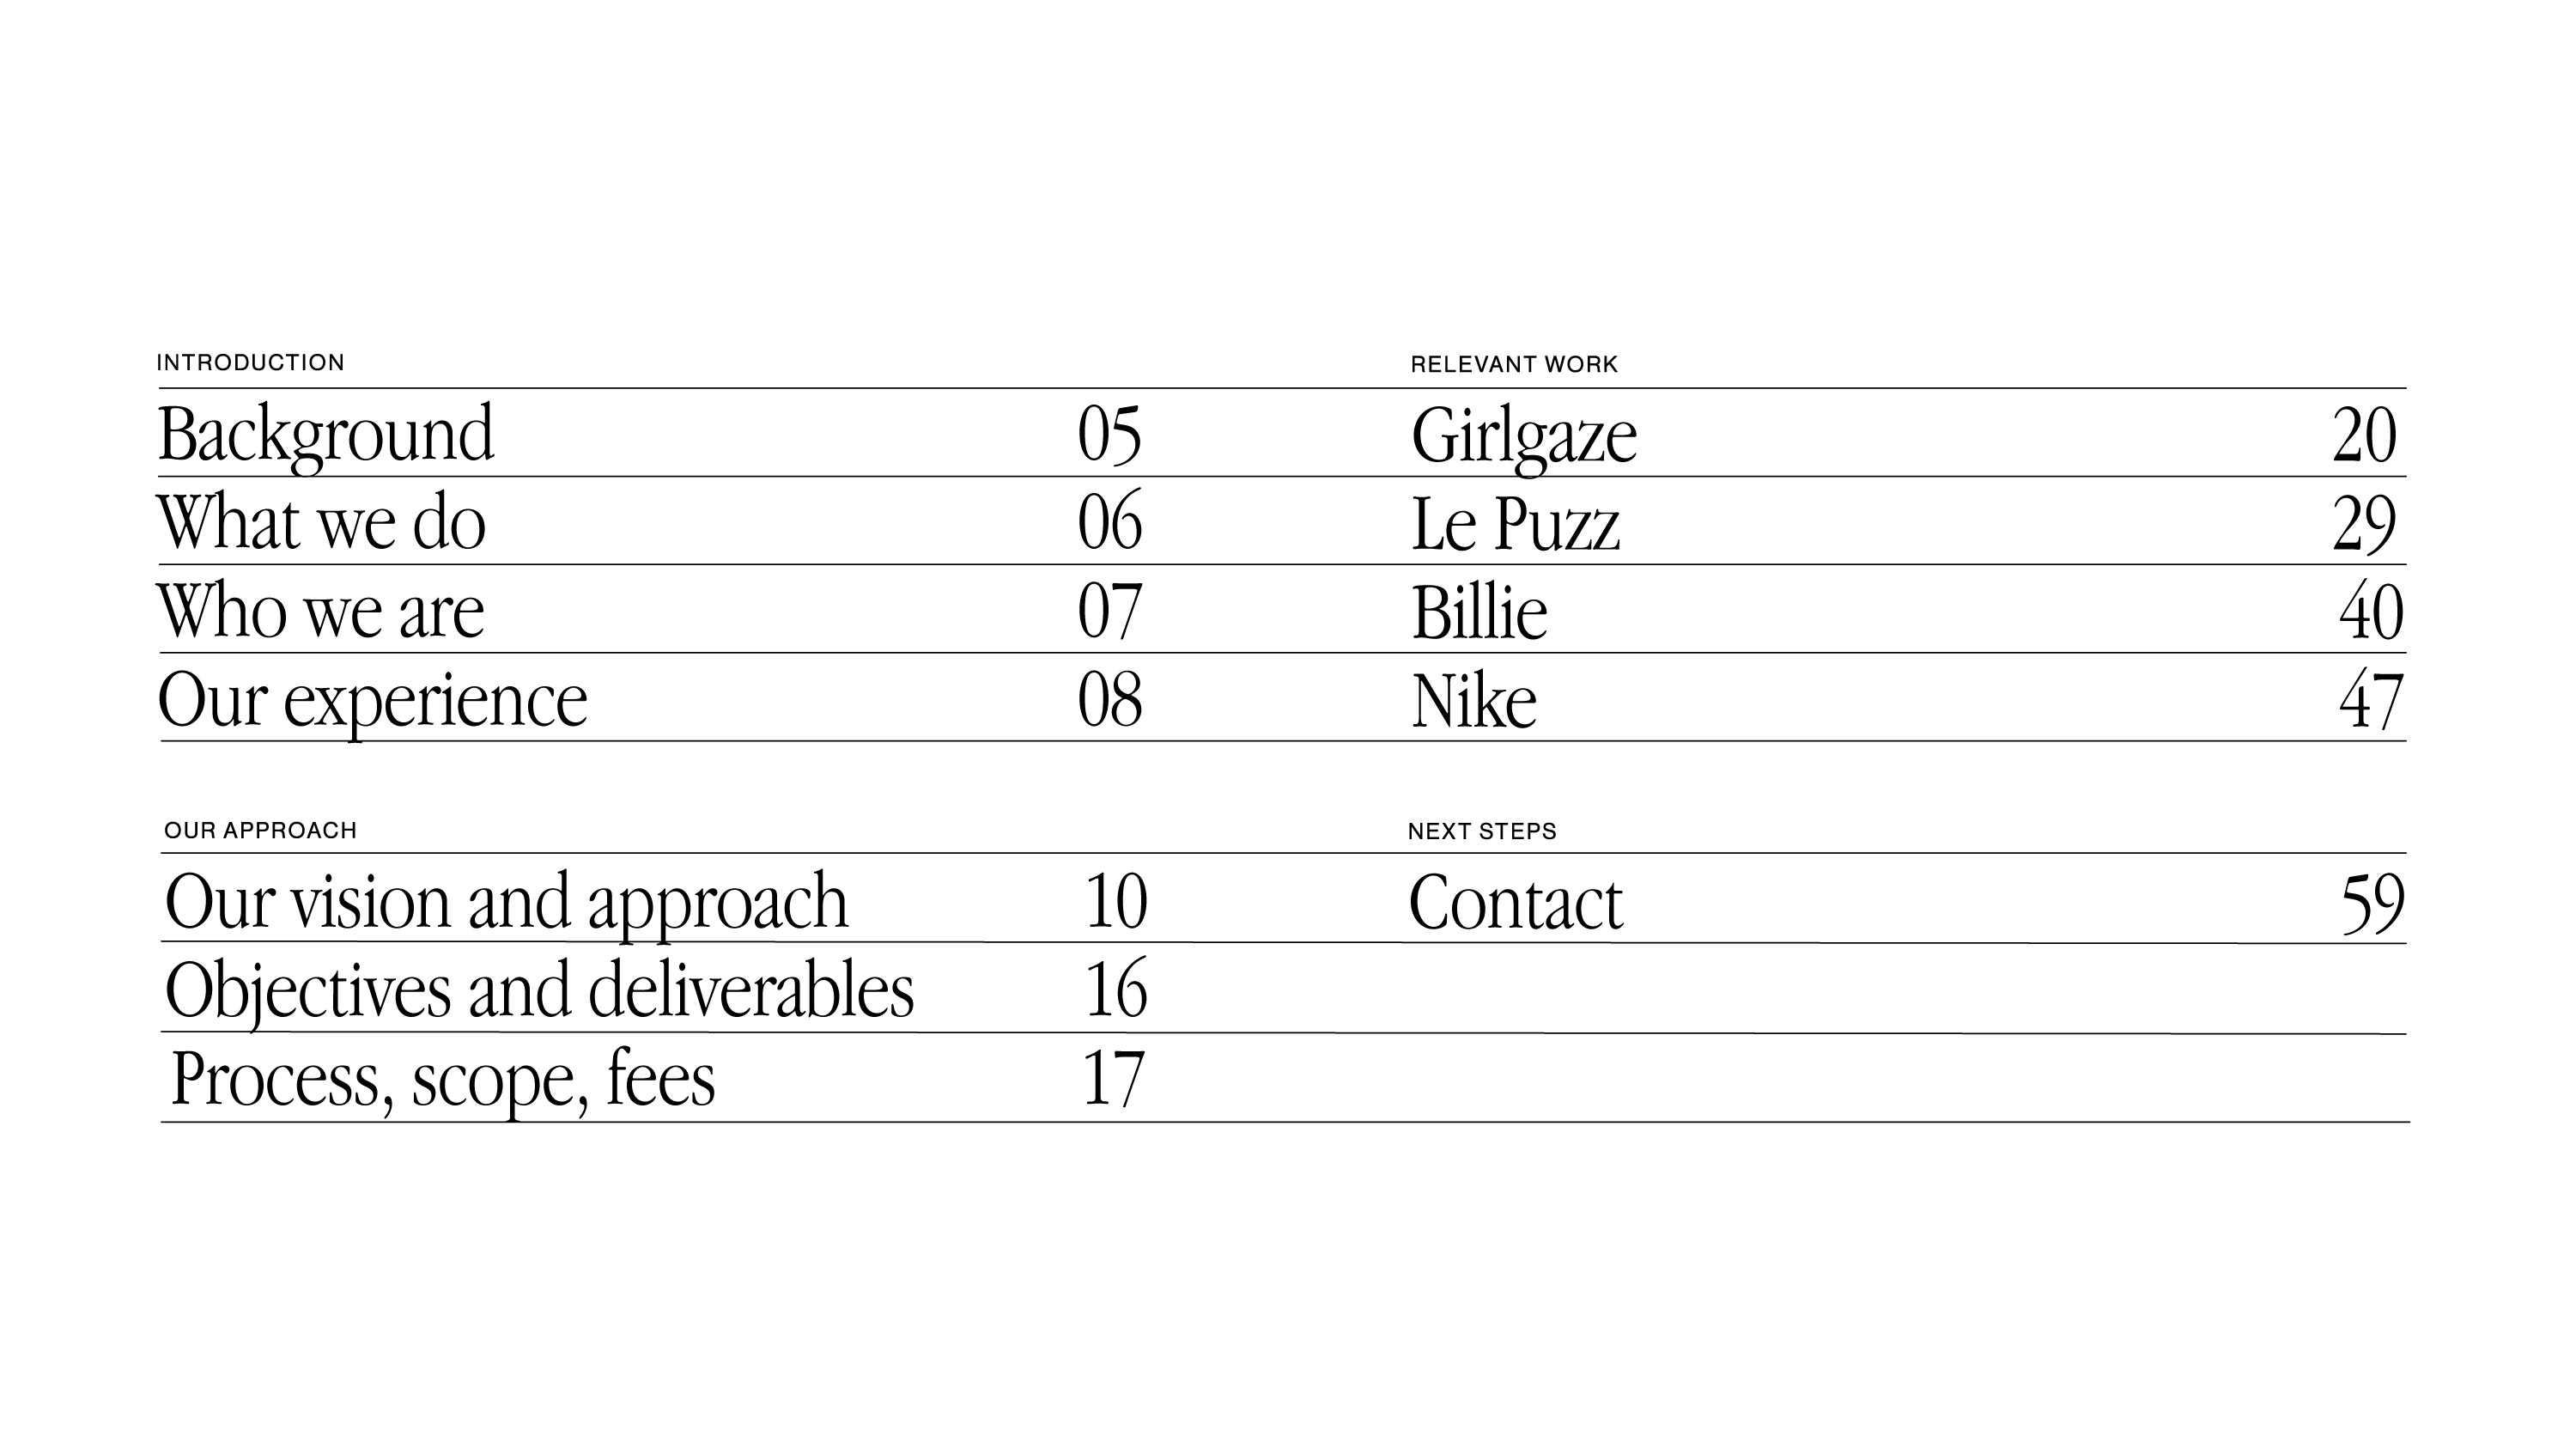 INTRODUCTION
Background 05
What we do 06
Who we are 07
Our experience 08
RELEVANT WORK
Girlgaze 20
Le Puzz 29
Billie 40
Nike 47
OUR APPROACH
Our vision and approach 10
Objectives and deliverables 16
Process, scope, fees 17
NEXT STEPS
Contact 59